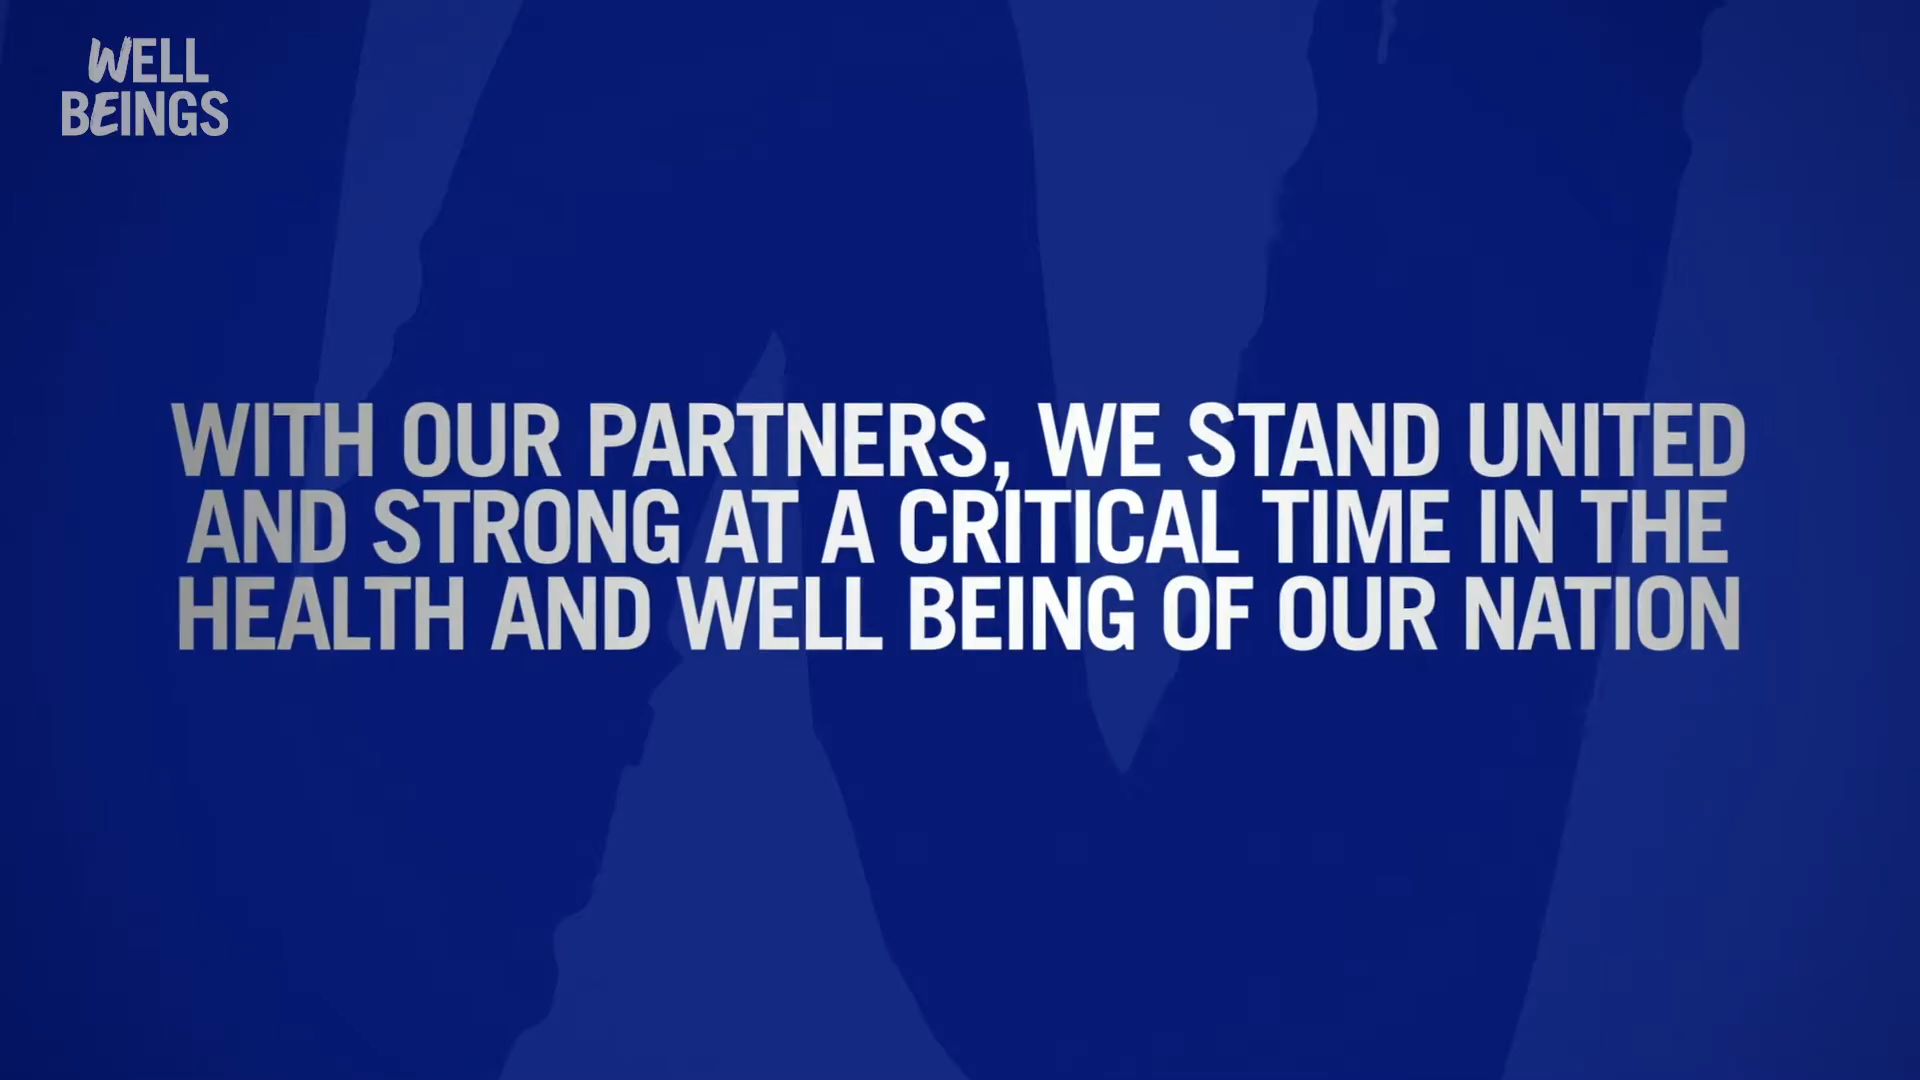 WELL
BEINGS
WITH OUR PARTNERS, WE STAND UNITED
AND STRONG AT A CRITICAL TIME IN THE
HEALTH AND WELL BEING OF OUR NATION